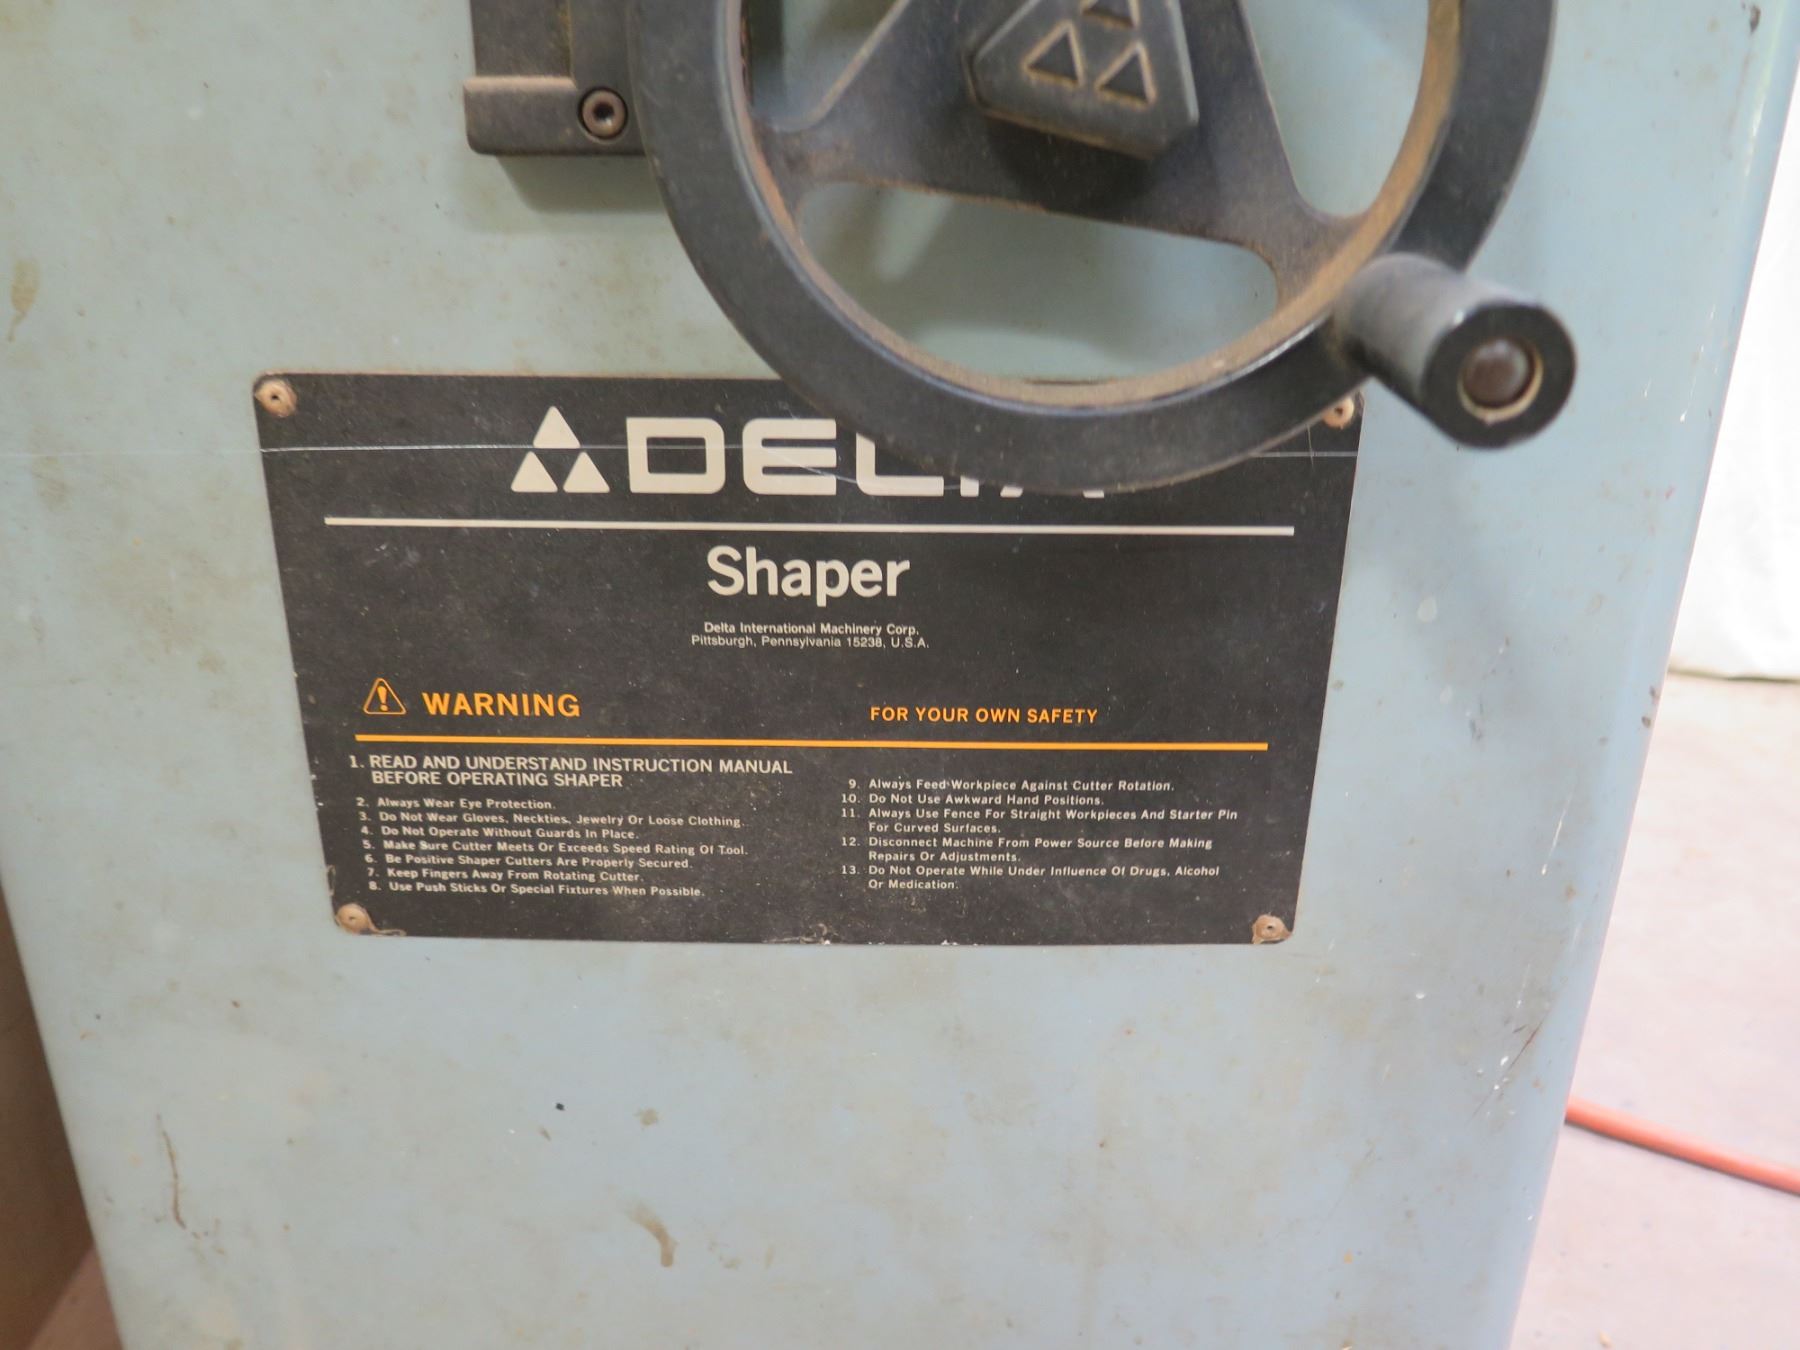 DELTA
Shaper
Delta International Machinery Corp.
Pittsburgh, Pennsylvania 15238, U.S.A.
WARNING
FOR YOUR OWN SAFETY
1. READ AND UNDERSTAND INSTRUCTION MANUAL
BEFORE OPERATING SHAPER
2. Always Wear Eye Protection.
3. Do Not Wear Gloves, Neckties, Jewelry Or Loose Clothing.
4. Do Not Operate Without Guards In Place.
5. Make Sure Cutter Meets Or Exceeds Speed Rating Of Tool.
6. Be Positive Shaper Cutters Are Properly Secured.
7. Keep Fingers Away From Rotating Cutter.
8. Use Push Sticks Or Special Fixtures When Possible.
9. Always Feed Workpiece Against Cutter Rotation.
10. Do Not Use Awkward Hand Positions.
11. Always Use Fence For Straight Workpieces And Starter Pin
For Curved Surfaces.
12. Disconnect Machine From Power Source Before Making
Repairs Or Adjustments.
13. Do Not Operate While Under Influence Of Drugs, Alcohol
Or Medication.